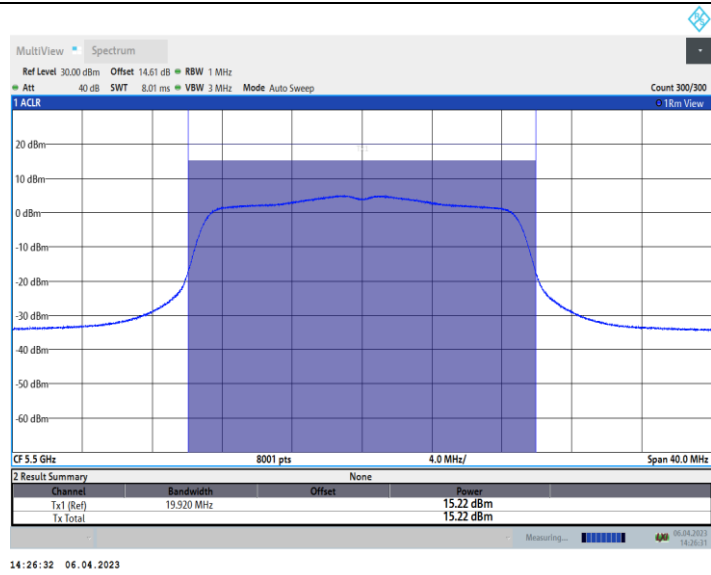 MultiView Spectrum
Ref Level 30.00 dBm Offset 14.61 dB RBW 1 MHz
Att 40 dB SWT 8.01 ms VBW 3 MHz Mode Auto Sweep Count 300/300
1 ACLR 1Rm View
20 dBm
10 dBm
0 dBm
-10 dBm
-20 dBm
-30 dBm
-40 dBm
-50 dBm
-60 dBm
CF 5.5 GHz 8001 pts 4.0 MHz/ Span 40.0 MHz
2 Result Summary None
Channel Bandwidth Offset Power
Tx1 (Ref) 19.920 MHz 15.22 dBm
Tx Total 15.22 dBm
Measuring... 06.04.2023
14:26:31
14:26:32 06.04.2023